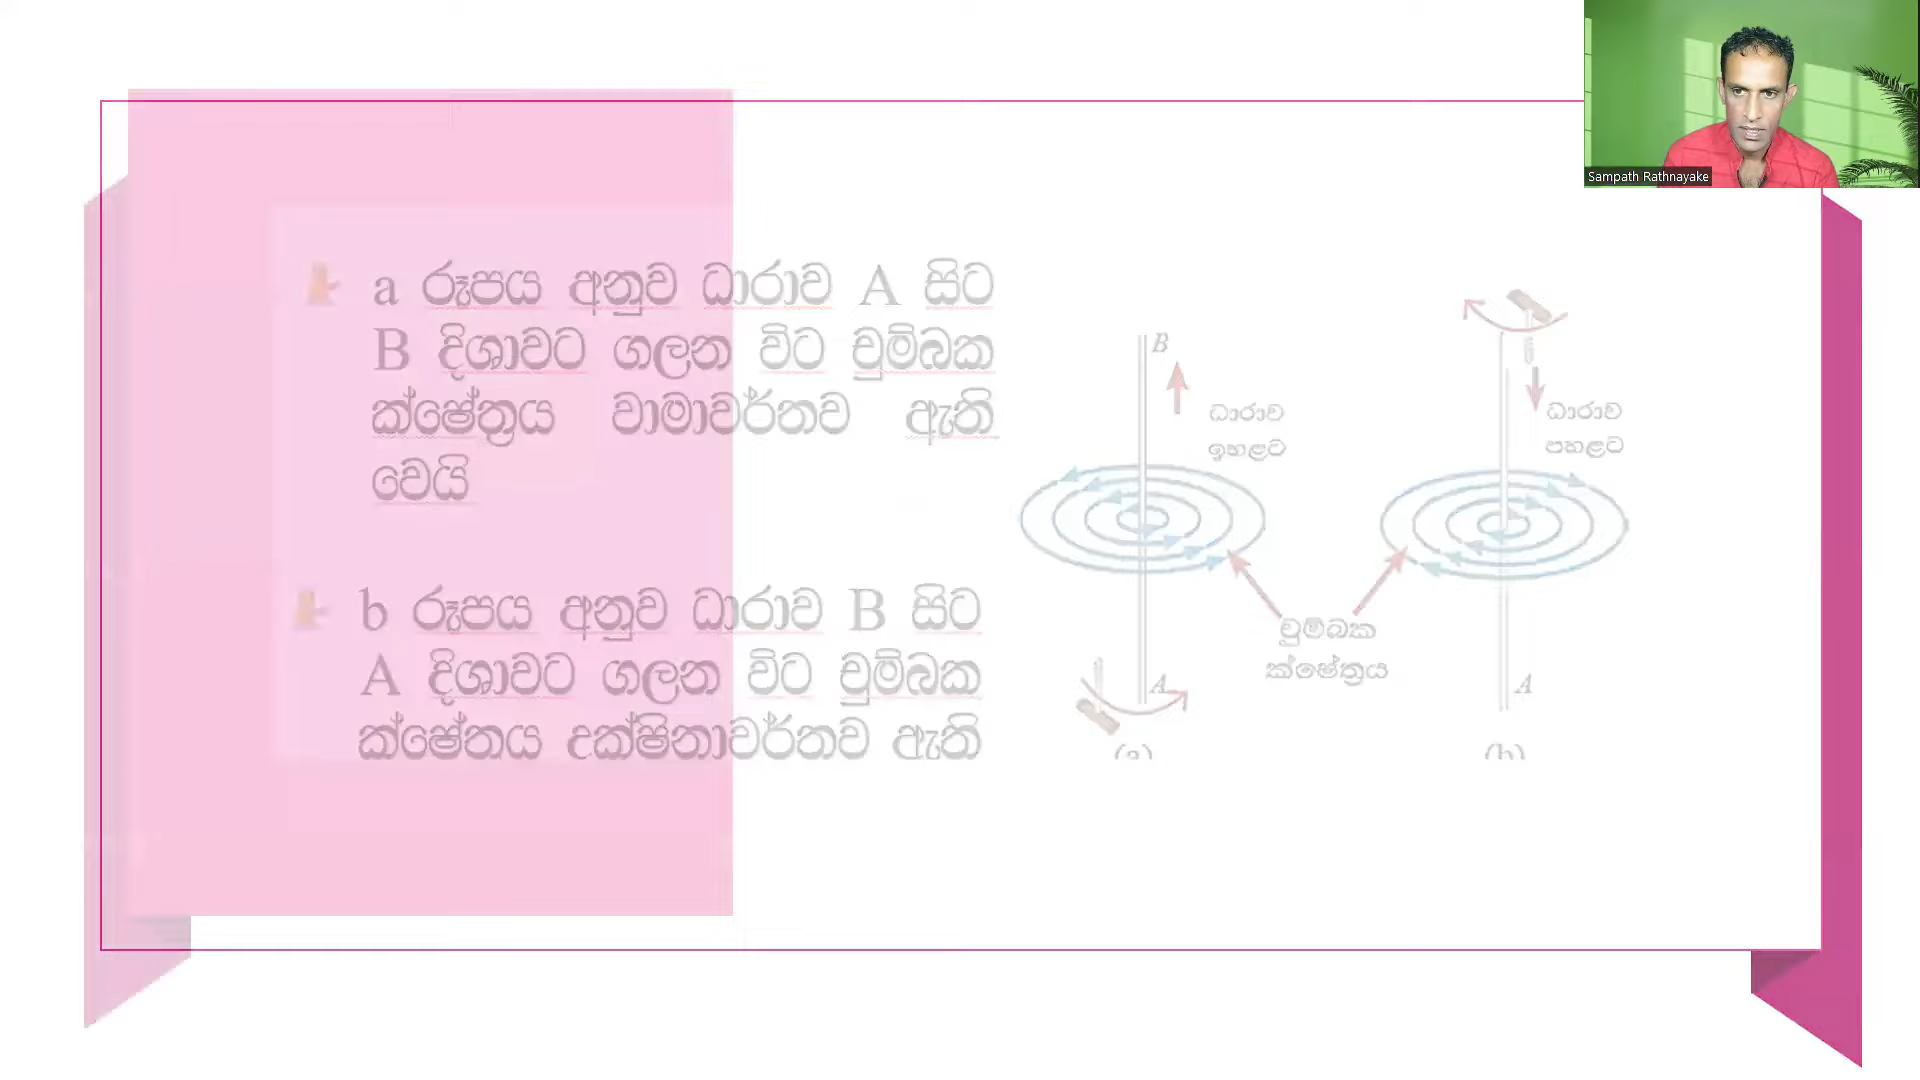 Sampath Rathnayake
a රූපය අනුව ධාරාව A සිට
B දිශාවට ගලන විට චුම්බක
ක්ෂේත්‍රය වාමාවර්තව ඇති
වෙයි
b රූපය අනුව ධාරාව B සිට
A දිශාවට ගලන විට චුම්බක
ක්ෂේත්‍රය දක්ෂිනාවර්තව ඇති
B
ධාරාව
ඉහළට
A
(a)
B
ධාරාව
පහළට
චුම්බක
ක්ෂේත්‍රය
A
(b)